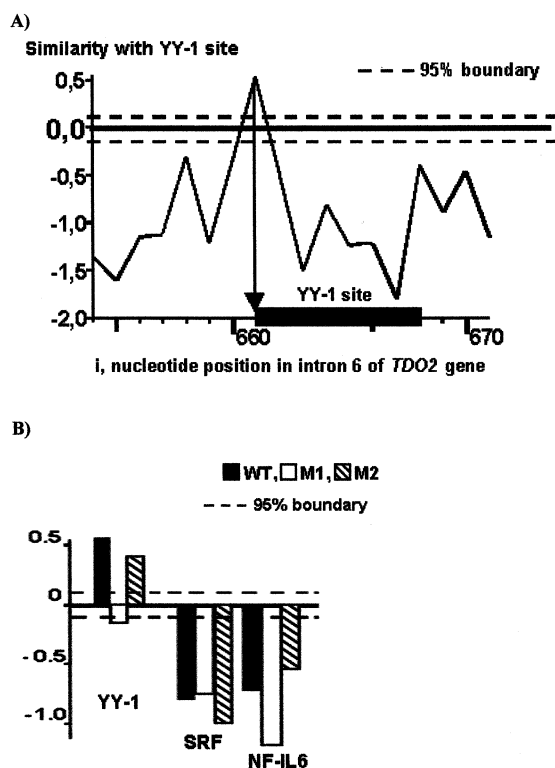 A)
Similarity with YY-1 site
95% boundary
0,5
0,0
-0,5
-1,0
-1,5
-2,0
YY-1 site
660
670
i, nucleotide position in intron 6 of TDO2 gene
B)
WT, M1, M2
95% boundary
0.5
0
-0.5
-1.0
YY-1
SRF
NF-IL6